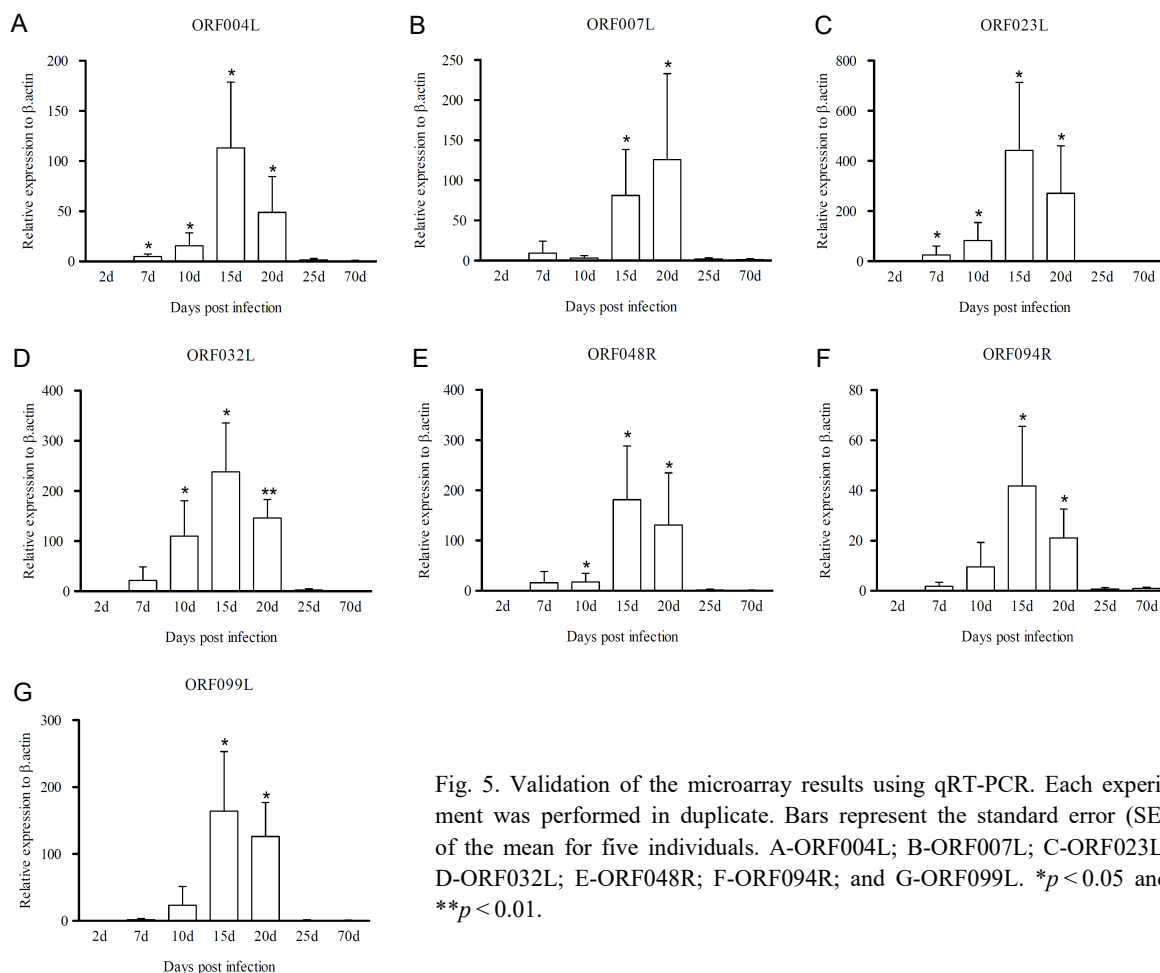 A
ORF004L
Relative expression to β.actin
200
150
100
50
0
*
*
*
*
2d 7d 10d 15d 20d 25d 70d
Days post infection
B
ORF007L
Relative expression to β.actin
250
200
150
100
50
0
*
*
2d 7d 10d 15d 20d 25d 70d
Days post infection
C
ORF023L
Relative expression to β.actin
800
600
400
200
0
*
*
*
*
2d 7d 10d 15d 20d 25d 70d
Days post infection
D
ORF032L
Relative expression to β.actin
400
300
200
100
0
*
*
**
2d 7d 10d 15d 20d 25d 70d
Days post infection
E
ORF048R
Relative expression to β.actin
400
300
200
100
0
*
*
*
2d 7d 10d 15d 20d 25d 70d
Days post infection
F
ORF094R
Relative expression to β.actin
80
60
40
20
0
*
*
2d 7d 10d 15d 20d 25d 70d
Days post infection
G
ORF099L
Relative expression to β.actin
300
200
100
0
*
*
2d 7d 10d 15d 20d 25d 70d
Days post infection
Fig. 5. Validation of the microarray results using qRT-PCR. Each experi
ment was performed in duplicate. Bars represent the standard error (SE
of the mean for five individuals. A-ORF004L; B-ORF007L; C-ORF023L
D-ORF032L; E-ORF048R; F-ORF094R; and G-ORF099L. *p < 0.05 an
**p < 0.01.